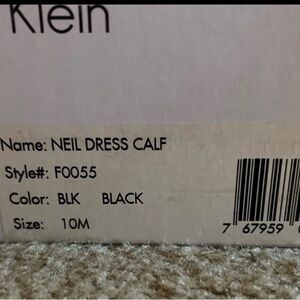 Klein
Name: NEIL DRESS CALF
Style#: F0055
Color: BLK BLACK
Size: 10M
7 67959